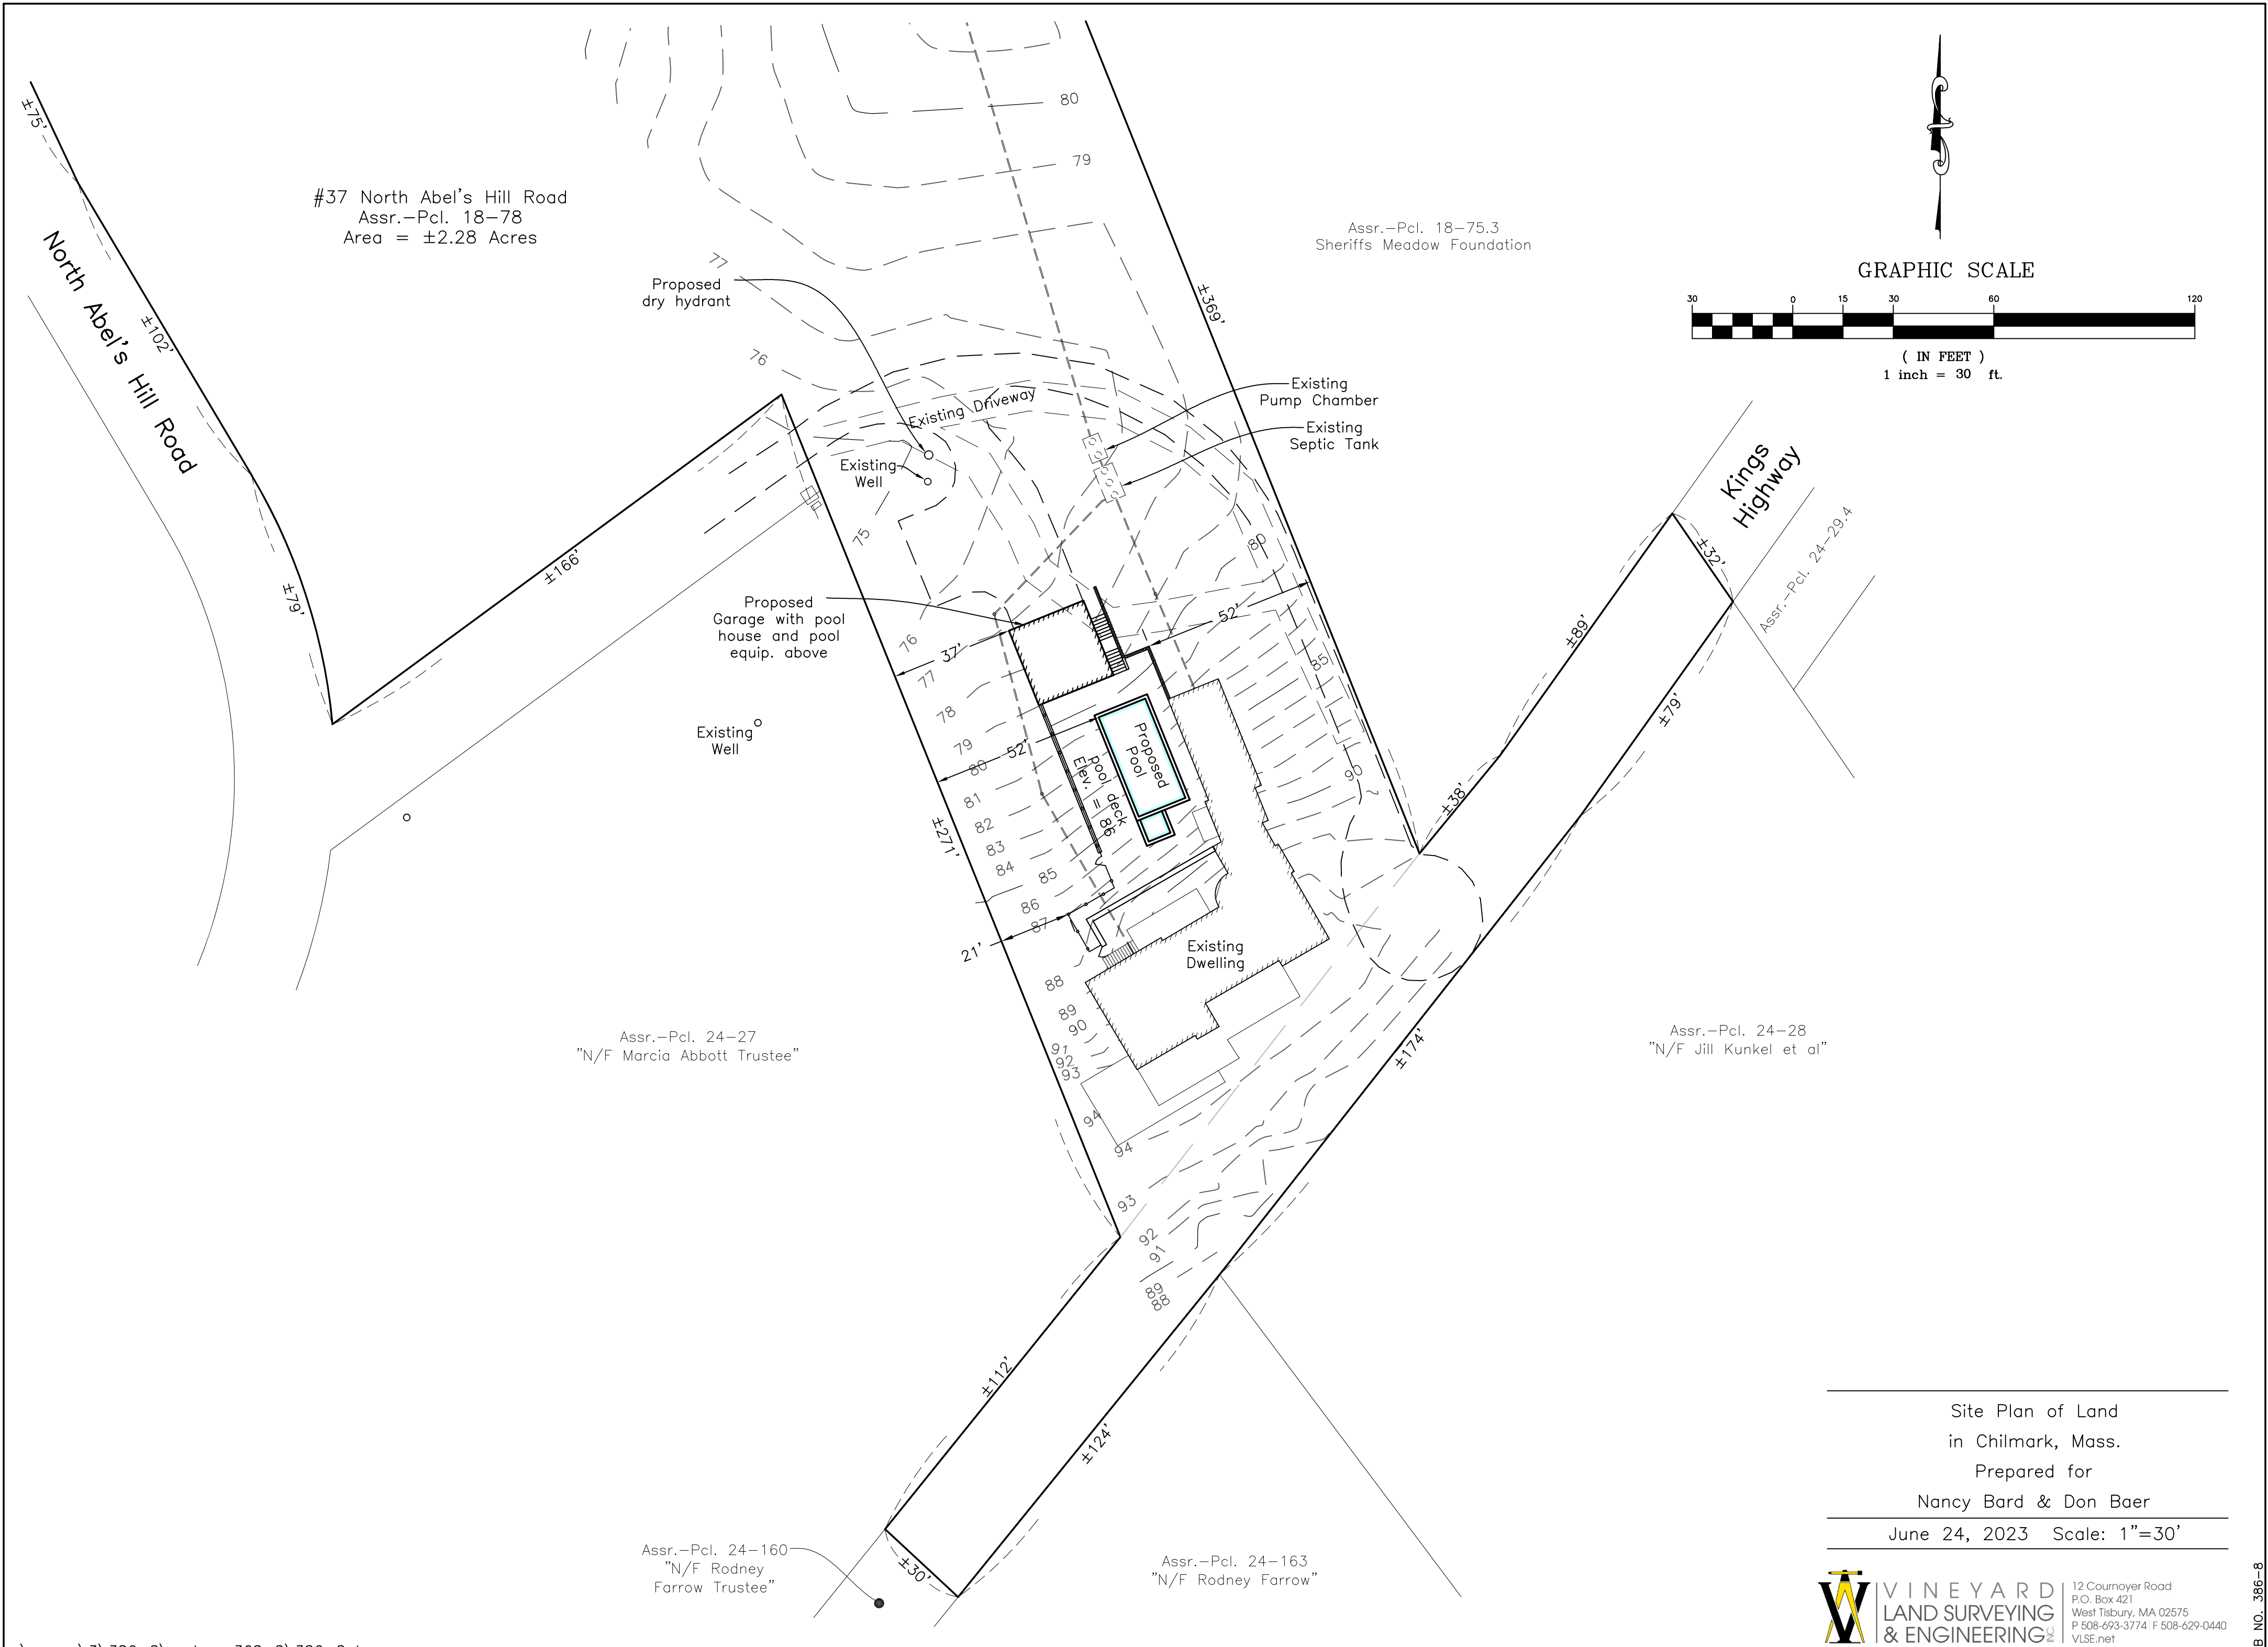 ±75'
#37 North Abel's Hill Road
Assr.-Pcl. 18-78
Area = ±2.28 Acres
North Abel's Hill Road
±102'
±79'
±166'
80
79
77
76
Proposed
dry hydrant
Existing Driveway
Existing
Well
75
Assr.-Pcl. 18-75.3
Sheriffs Meadow Foundation
±369'
Existing
Pump Chamber
Existing
Septic Tank
GRAPHIC SCALE
30 0 15 30 60 120
( IN FEET )
1 inch = 30 ft.
Kings
Highway
±32'
Assr.-Pcl. 24-29.4
±89'
±79'
±38'
80
85
90
52'
Proposed
Garage with pool
house and pool
equip. above
37'
76
77
78
79
80
81
82
83
84
85
86
87
52'
Proposed
Pool
pool deck
Elev. = 86
Existing
Well
±271'
21'
Existing
Dwelling
88
89
90
91
92
93
94
94
93
92
91
89
88
Assr.-Pcl. 24-27
"N/F Marcia Abbott Trustee"
Assr.-Pcl. 24-28
"N/F Jill Kunkel et al"
±174'
±112'
±124'
±30'
Assr.-Pcl. 24-160
"N/F Rodney
Farrow Trustee"
Assr.-Pcl. 24-163
"N/F Rodney Farrow"
Site Plan of Land
in Chilmark, Mass.
Prepared for
Nancy Bard & Don Baer
June 24, 2023 Scale: 1"=30'
VINEYARD
LAND SURVEYING
& ENGINEERING INC.
12 Cournoyer Road
P.O. Box 421
West Tisbury, MA 02575
P 508-693-3774 F 508-629-0440
VLSE.net
B NO. 386-8